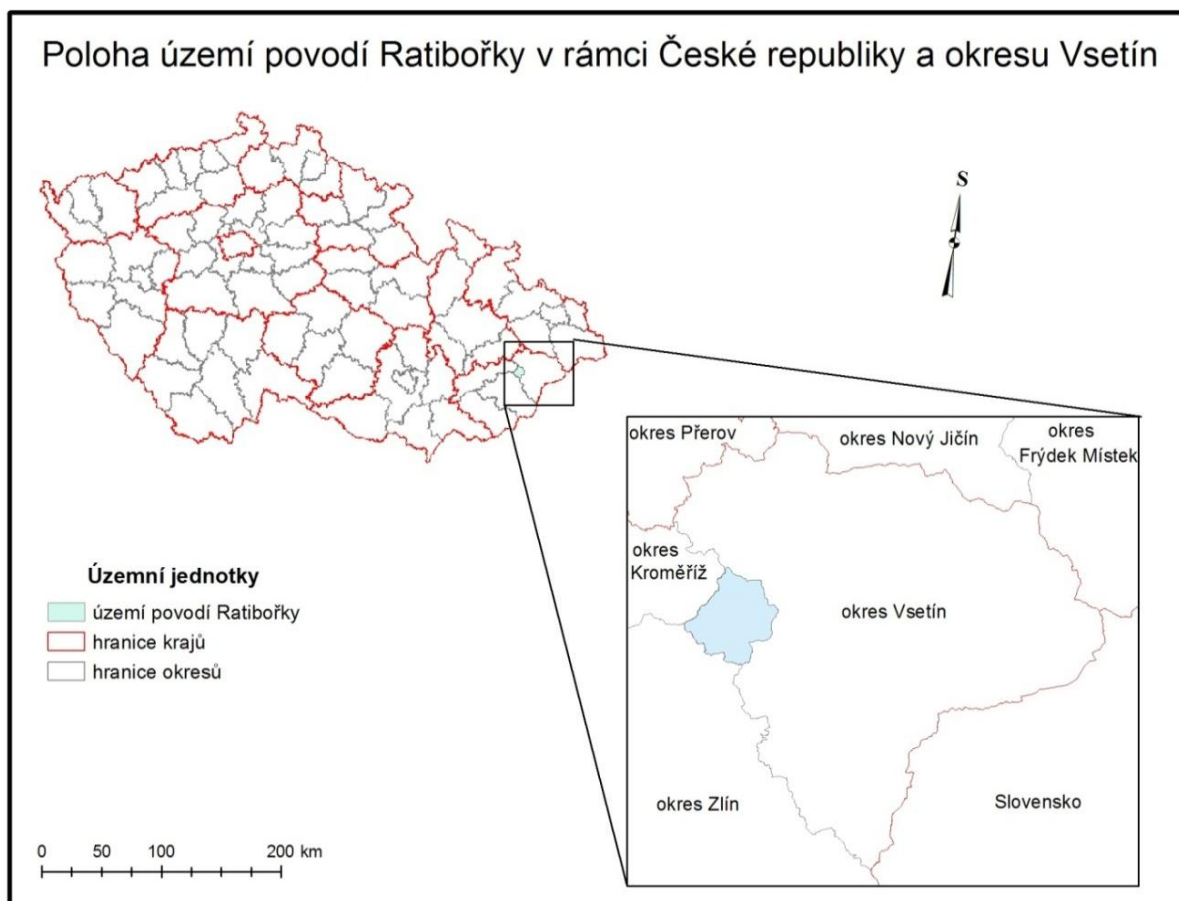 Poloha území povodí Ratibořky v rámci České republiky a okresu Vsetín
S
okres Přerov
okres Nový Jičín
okres
Frýdek Místek
okres
Kroměříž
okres Vsetín
okres Zlín
Slovensko
Územní jednotky
území povodí Ratibořky
hranice krajů
hranice okresů
0 50 100 200 km